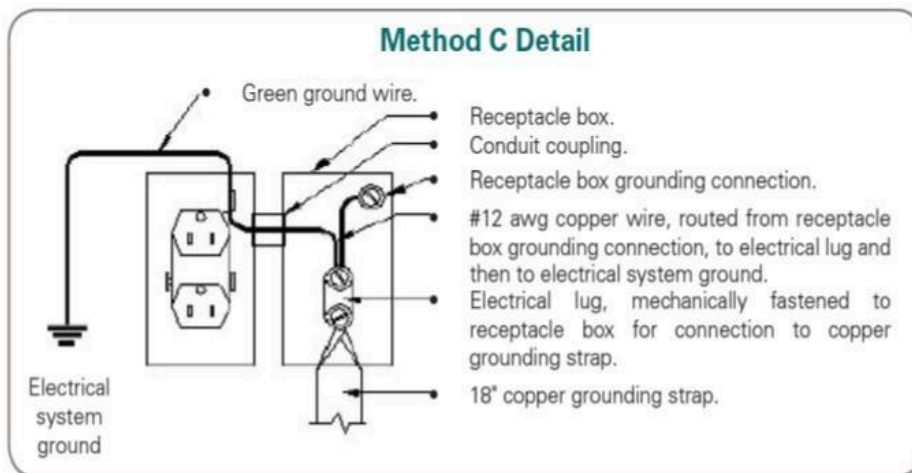 Method C Detail
Green ground wire.
Receptacle box.
Conduit coupling.
Receptacle box grounding connection.
#12 awg copper wire, routed from receptacle
box grounding connection, to electrical lug and
then to electrical system ground.
Electrical lug, mechanically fastened to
receptacle box for connection to copper
grounding strap.
18" copper grounding strap.
Electrical
system
ground